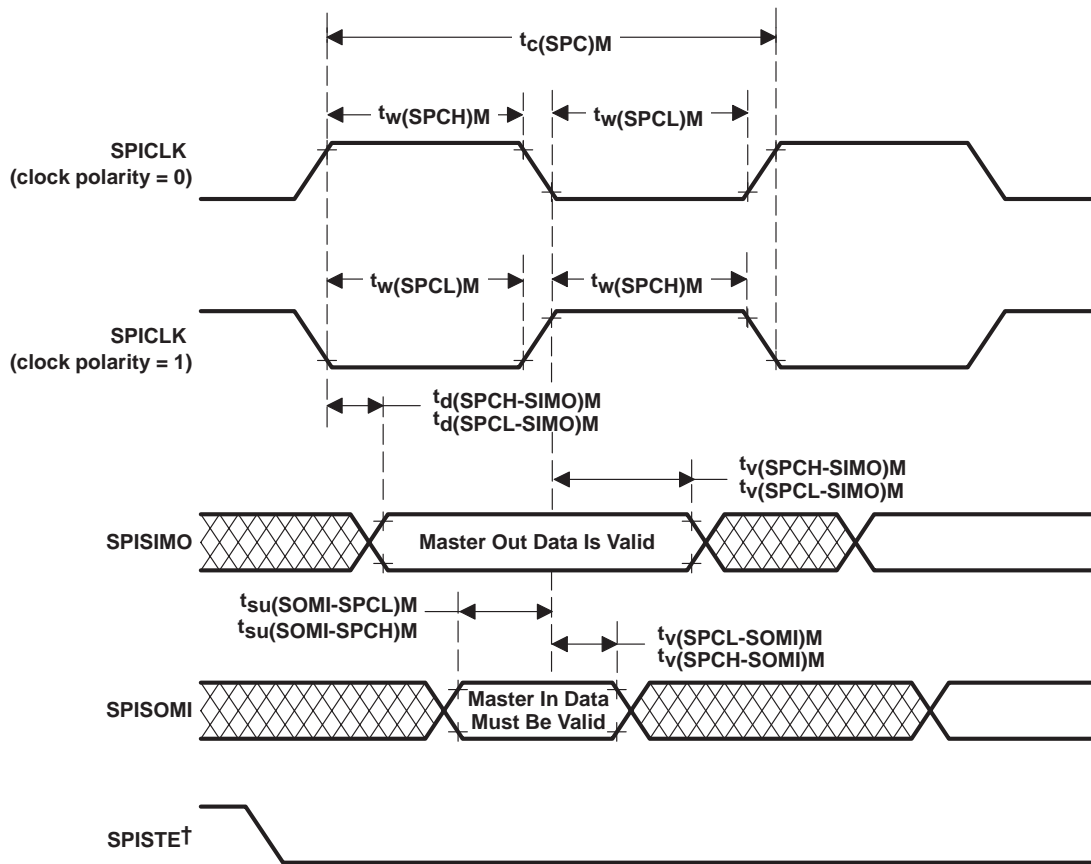 tc(SPC)M
tw(SPCH)M
tw(SPCL)M
SPICLK
(clock polarity = 0)
tw(SPCL)M
tw(SPCH)M
SPICLK
(clock polarity = 1)
td(SPCH-SIMO)M
td(SPCL-SIMO)M
tv(SPCH-SIMO)M
tv(SPCL-SIMO)M
SPISIMO
Master Out Data Is Valid
tsu(SOMI-SPCL)M
tsu(SOMI-SPCH)M
tv(SPCL-SOMI)M
tv(SPCH-SOMI)M
SPISOMI
Master In Data
Must Be Valid
SPISTE†